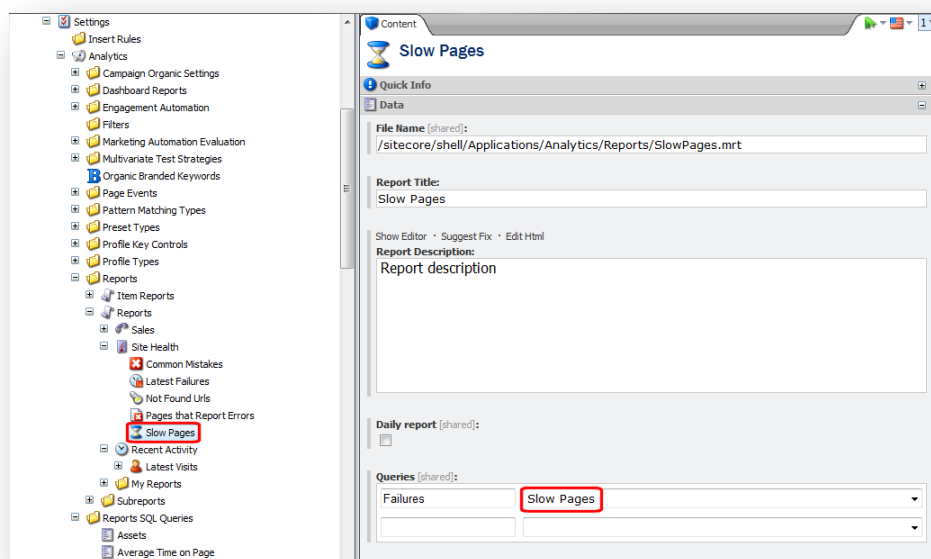 Settings
Insert Rules
Analytics
Campaign Organic Settings
Dashboard Reports
Engagement Automation
Filters
Marketing Automation Evaluation
Multivariate Test Strategies
Organic Branded Keywords
Page Events
Pattern Matching Types
Preset Types
Profile Key Controls
Profile Types
Reports
Item Reports
Reports
Sales
Site Health
Common Mistakes
Latest Failures
Not Found Urls
Pages that Report Errors
Slow Pages
Recent Activity
Latest Visits
My Reports
Subreports
Reports SQL Queries
Assets
Average Time on Page
Content
1
Slow Pages
Quick Info
Data
File Name [shared]:
/sitecore/shell/Applications/Analytics/Reports/SlowPages.mrt
Report Title:
Slow Pages
Show Editor · Suggest Fix · Edit Html
Report Description:
Report description
Daily report [shared]:
Queries [shared]:
Failures Slow Pages